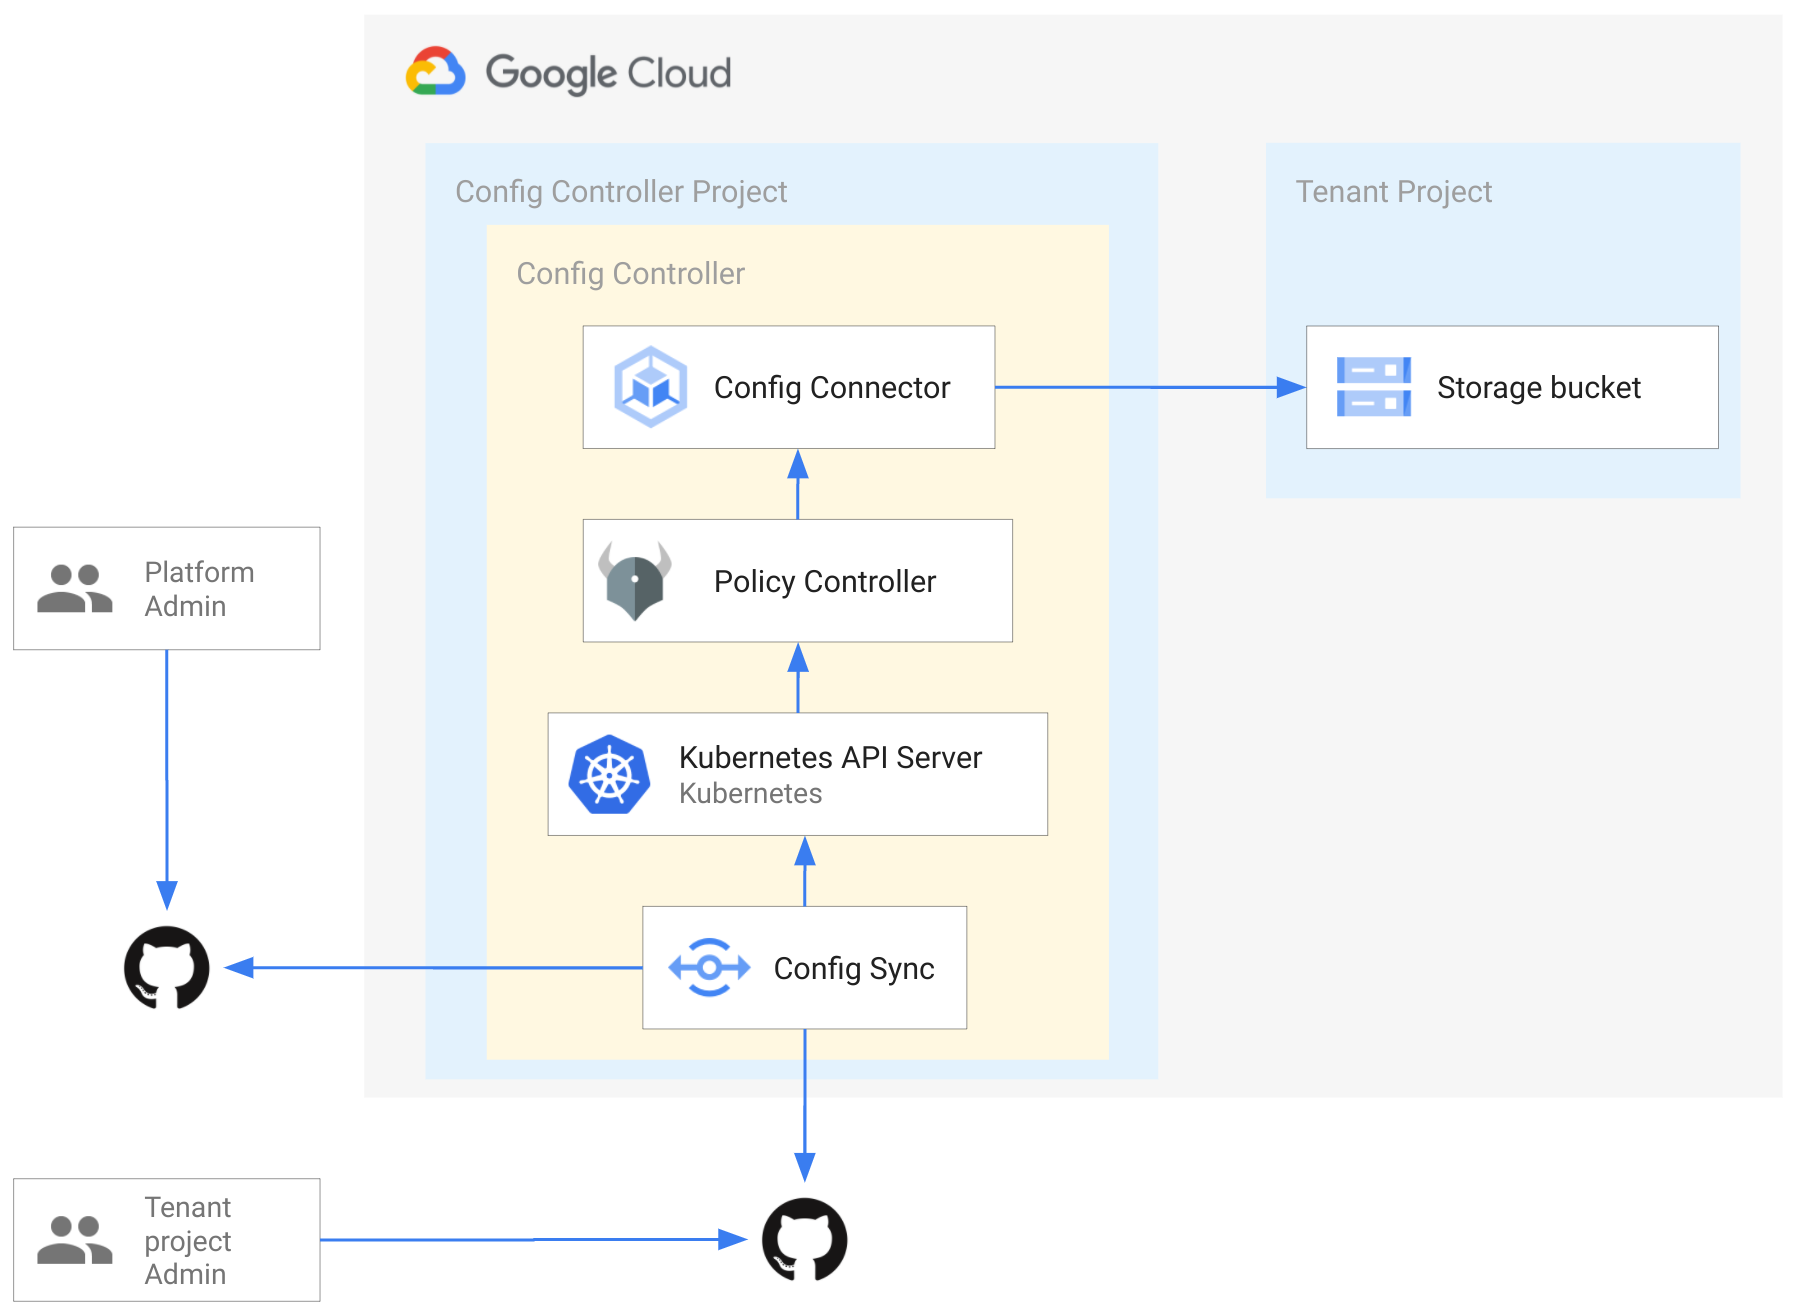 Google Cloud
Config Controller Project
Tenant Project
Config Controller
Config Connector
Storage bucket
Platform
Admin
Policy Controller
Kubernetes API Server
Kubernetes
Config Sync
Tenant
project
Admin